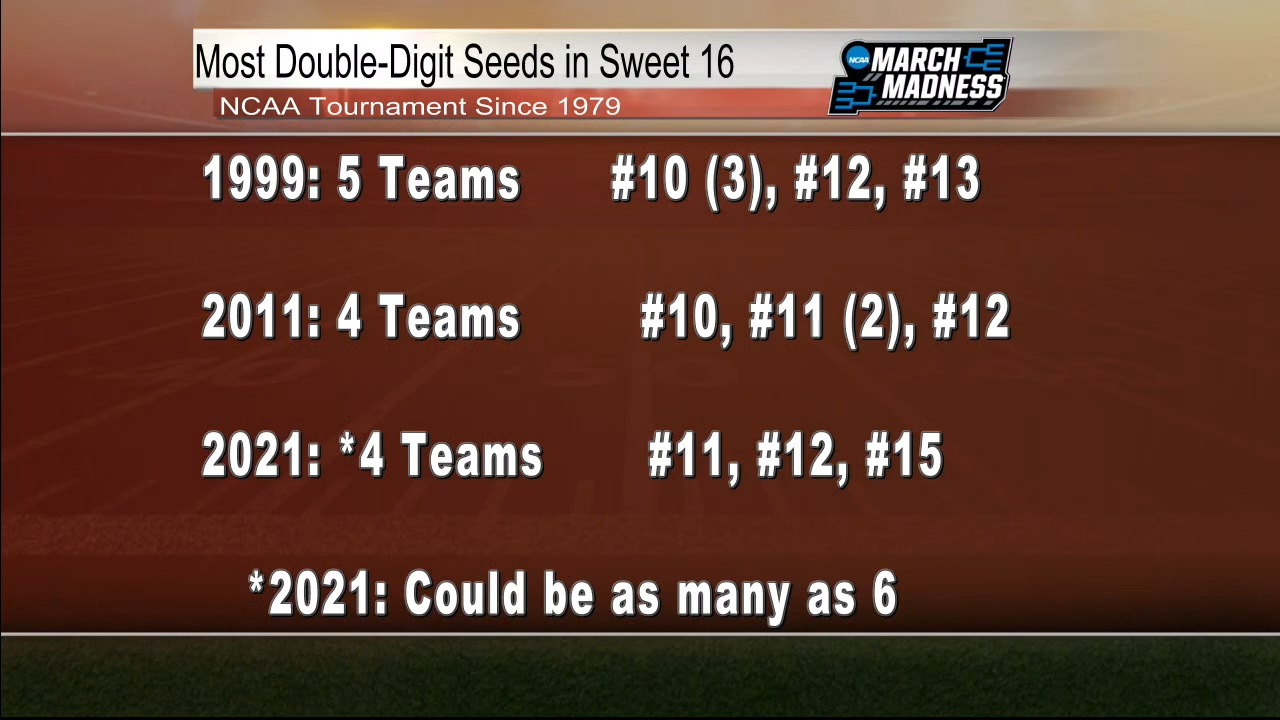 Most Double-Digit Seeds in Sweet 16
NCAA Tournament Since 1979
NCAA MARCH
MADNESS
1999: 5 Teams #10 (3), #12, #13
2011: 4 Teams #10, #11 (2), #12
2021: *4 Teams #11, #12, #15
*2021: Could be as many as 6